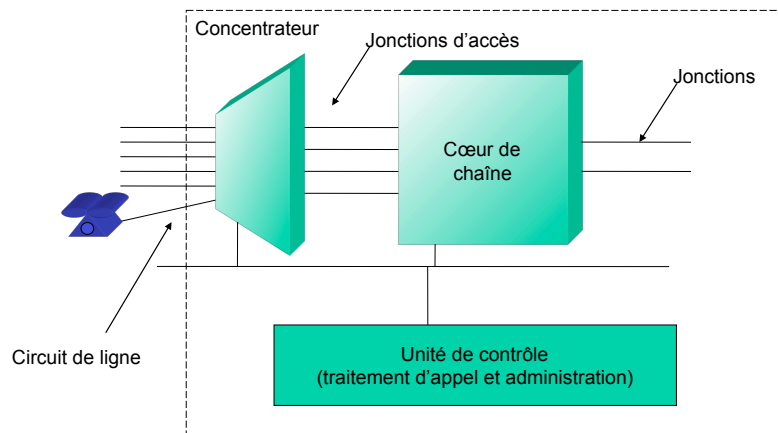 Concentrateur
Jonctions d'accès
Jonctions
Cœur de
chaîne
Circuit de ligne
Unité de contrôle
(traitement d'appel et administration)